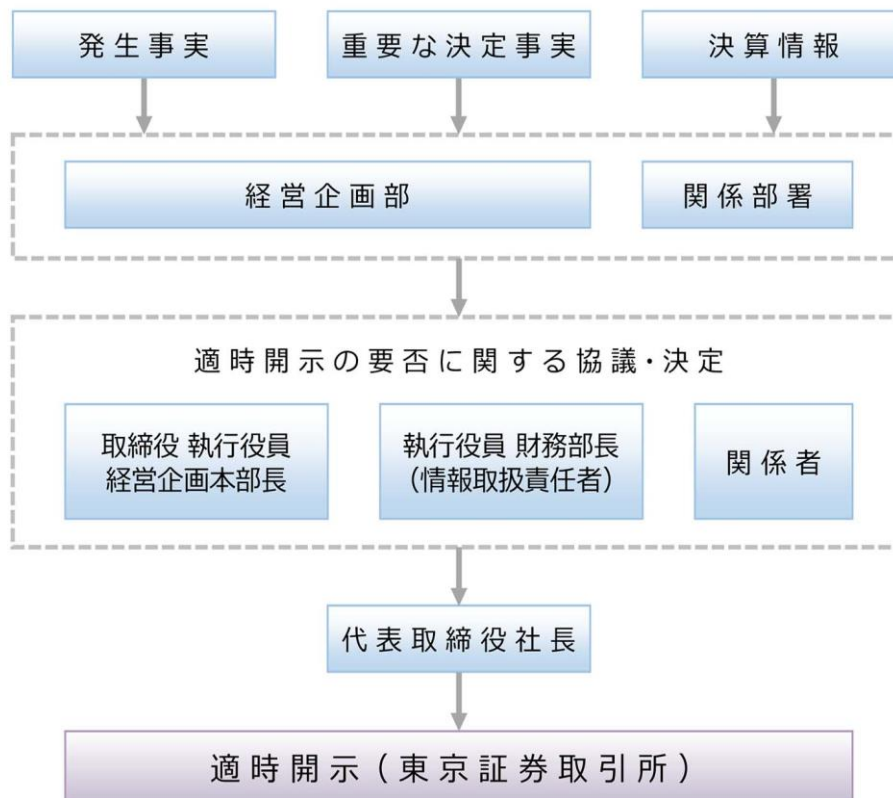 発生事実
重要な決定事実
決算情報
経営企画部
関係部署
適時開示の要否に関する協議・決定
取締役 執行役員
経営企画本部長
執行役員 財務部長
（情報取扱責任者）
関係者
代表取締役社長
適時開示（東京証券取引所）